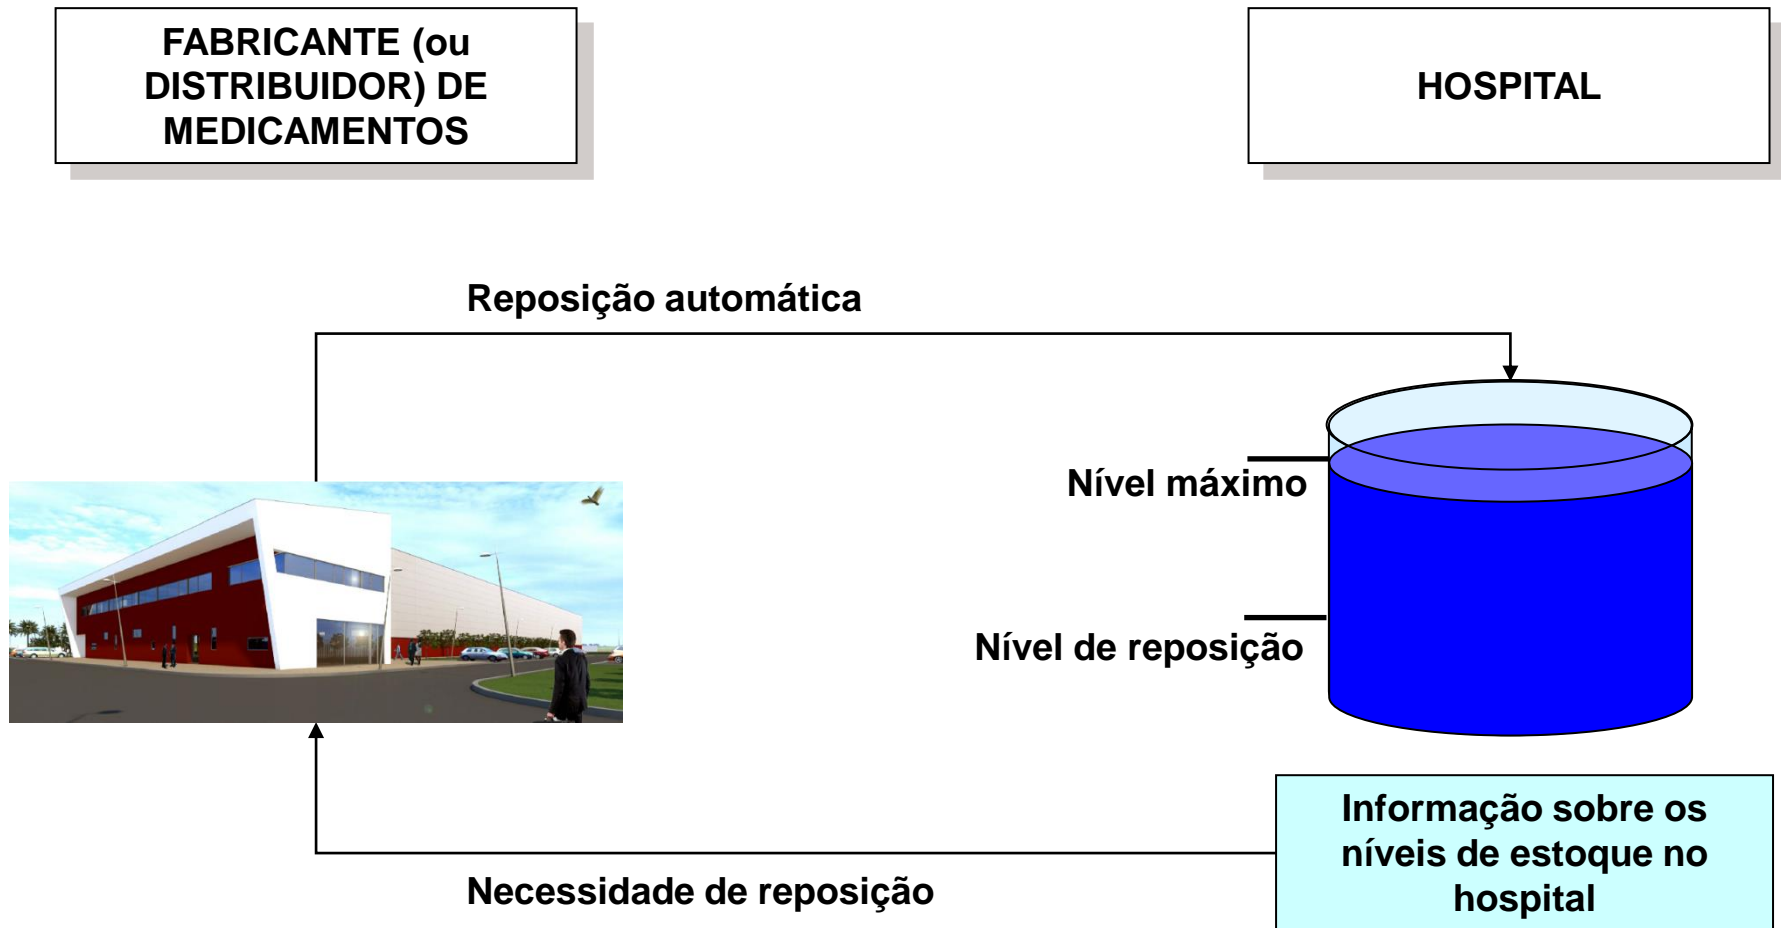 FABRICANTE (ou
DISTRIBUIDOR) DE
MEDICAMENTOS
HOSPITAL
Reposição automática
Nível máximo
Nível de reposição
Informação sobre os
níveis de estoque no
hospital
Necessidade de reposição